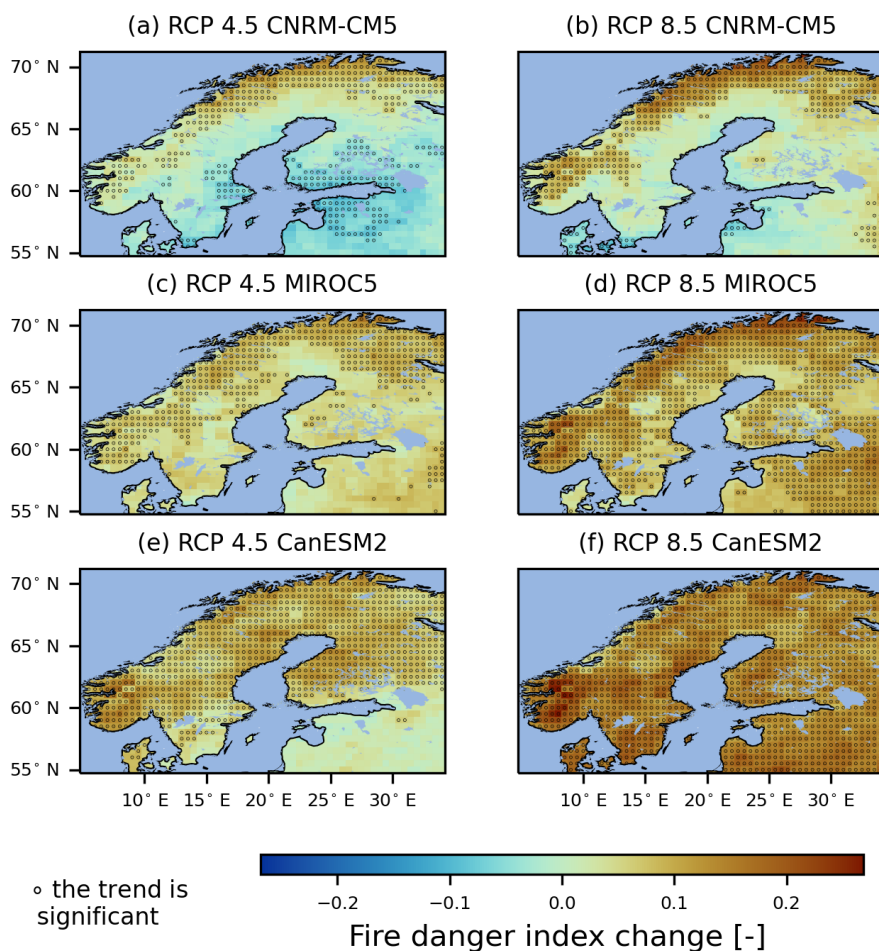 (a) RCP 4.5 CNRM-CM5
(b) RCP 8.5 CNRM-CM5
70° N
65° N
60° N
55° N
(c) RCP 4.5 MIROC5
(d) RCP 8.5 MIROC5
70° N
65° N
60° N
55° N
(e) RCP 4.5 CanESM2
(f) RCP 8.5 CanESM2
70° N
65° N
60° N
55° N
10° E 15° E 20° E 25° E 30° E
10° E 15° E 20° E 25° E 30° E
the trend is
significant
−0.2 −0.1 0.0 0.1 0.2
Fire danger index change [-]